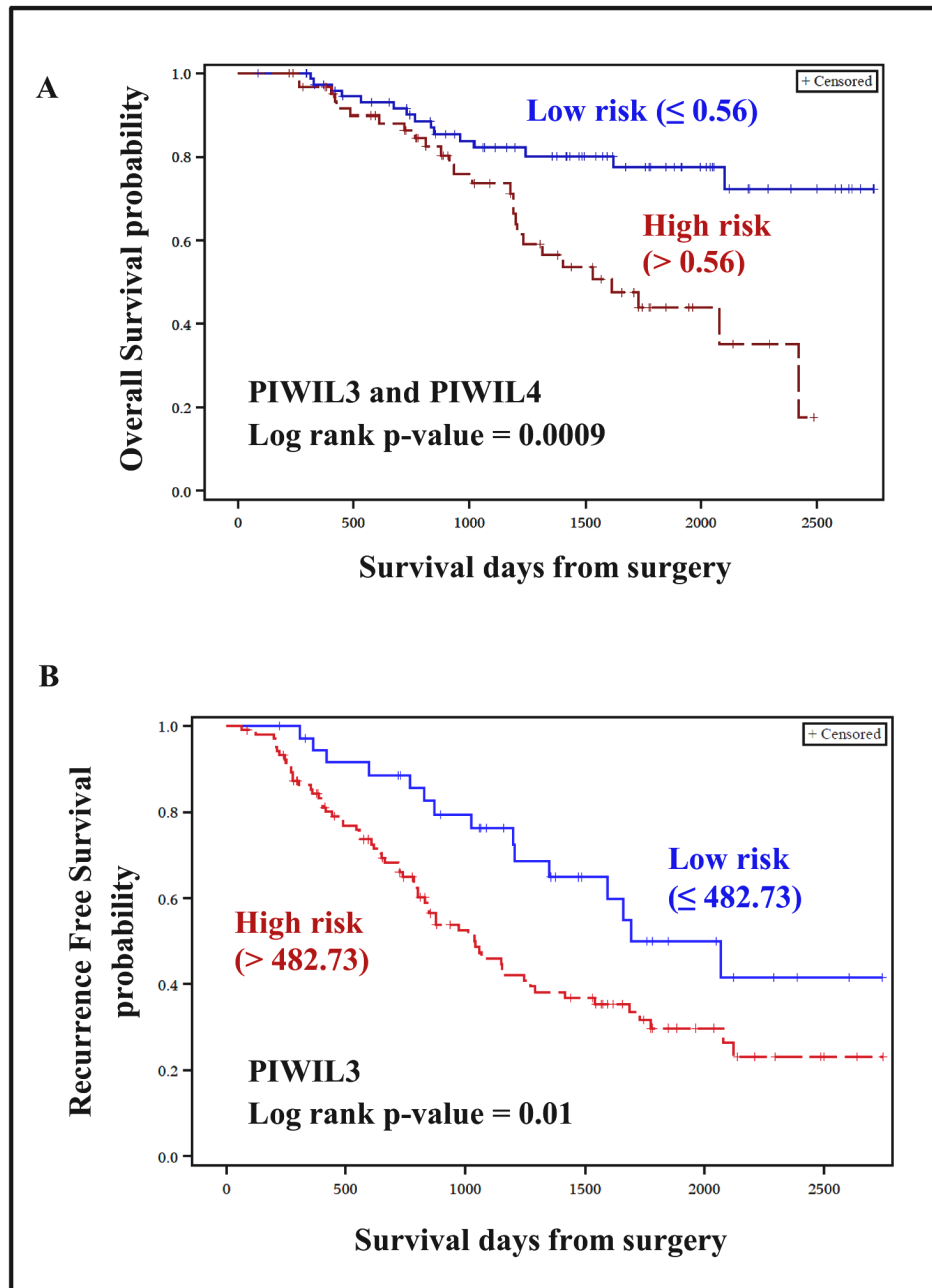 A
Overall Survival probability
1.0
0.8
0.6
0.4
0.2
0.0
+ Censored
Low risk (≤ 0.56)
High risk
(> 0.56)
PIWIL3 and PIWIL4
Log rank p-value = 0.0009
0 500 1000 1500 2000 2500
Survival days from surgery
B
Recurrence Free Survival
probability
1.0
0.8
0.6
0.4
0.2
0.0
+ Censored
Low risk
(≤ 482.73)
High risk
(> 482.73)
PIWIL3
Log rank p-value = 0.01
0 500 1000 1500 2000 2500
Survival days from surgery